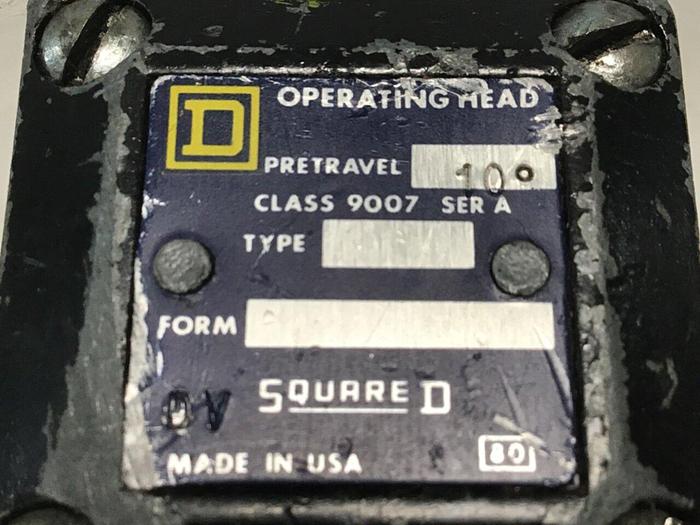 D OPERATING HEAD
PRETRAVEL 10°
CLASS 9007 SER A
TYPE
FORM
SQUARE D
MADE IN USA 80